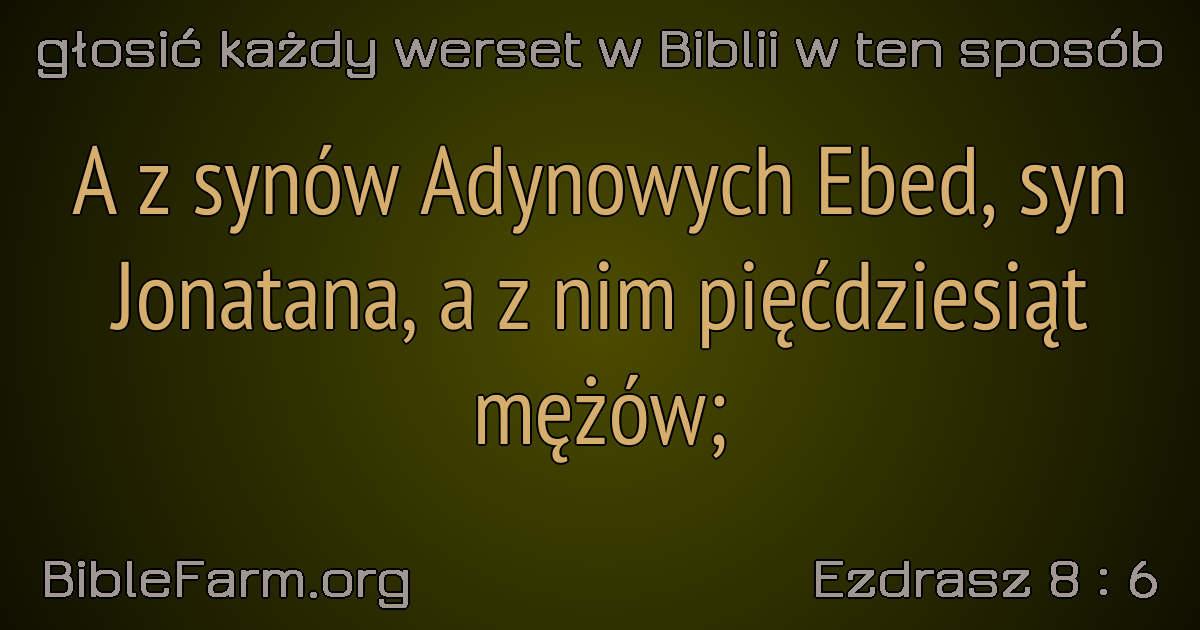 głosić każdy werset w Biblii w ten sposób
A z synów Adynowych Ebed, syn
Jonatana, a z nim pięćdziesiąt
mężów;
BibleFarm.org
Ezdrasz 8 : 6